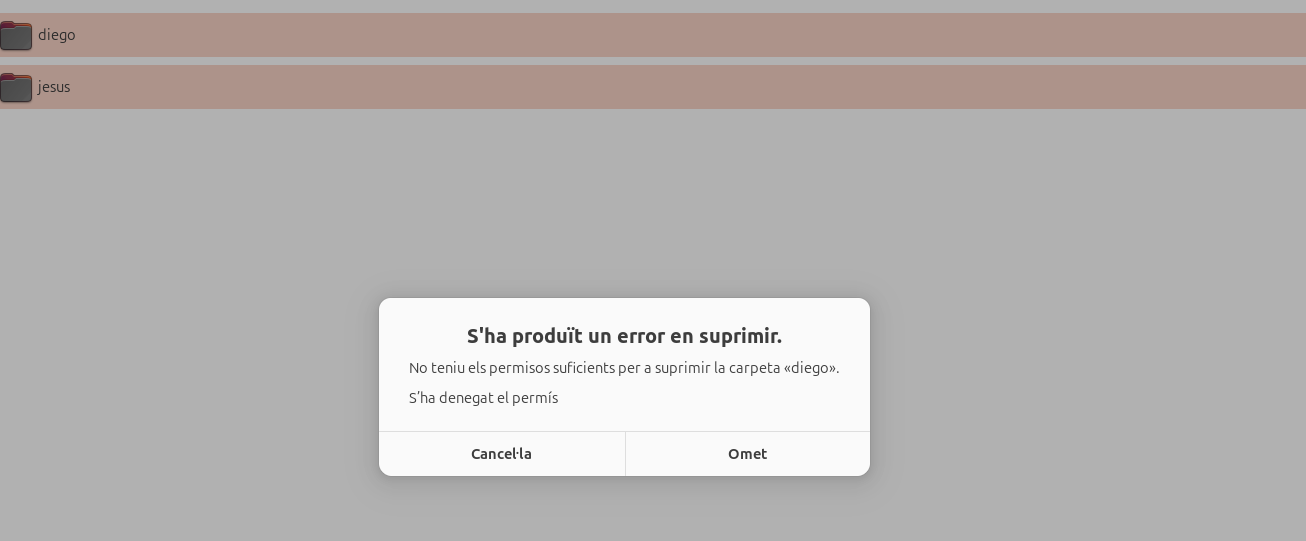 diego
jesus
S'ha produït un error en suprimir.
No teniu els permisos suficients per a suprimir la carpeta «diego».
S’ha denegat el permís
Cancel·la
Omet